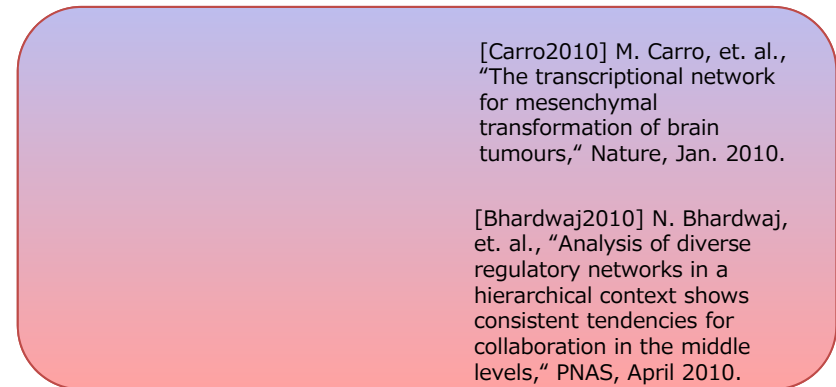 [Carro2010] M. Carro, et. al.,
“The transcriptional network
for mesenchymal
transformation of brain
tumours,“ Nature, Jan. 2010.
[Bhardwaj2010] N. Bhardwaj,
et. al., “Analysis of diverse
regulatory networks in a
hierarchical context shows
consistent tendencies for
collaboration in the middle
levels,“ PNAS, April 2010.